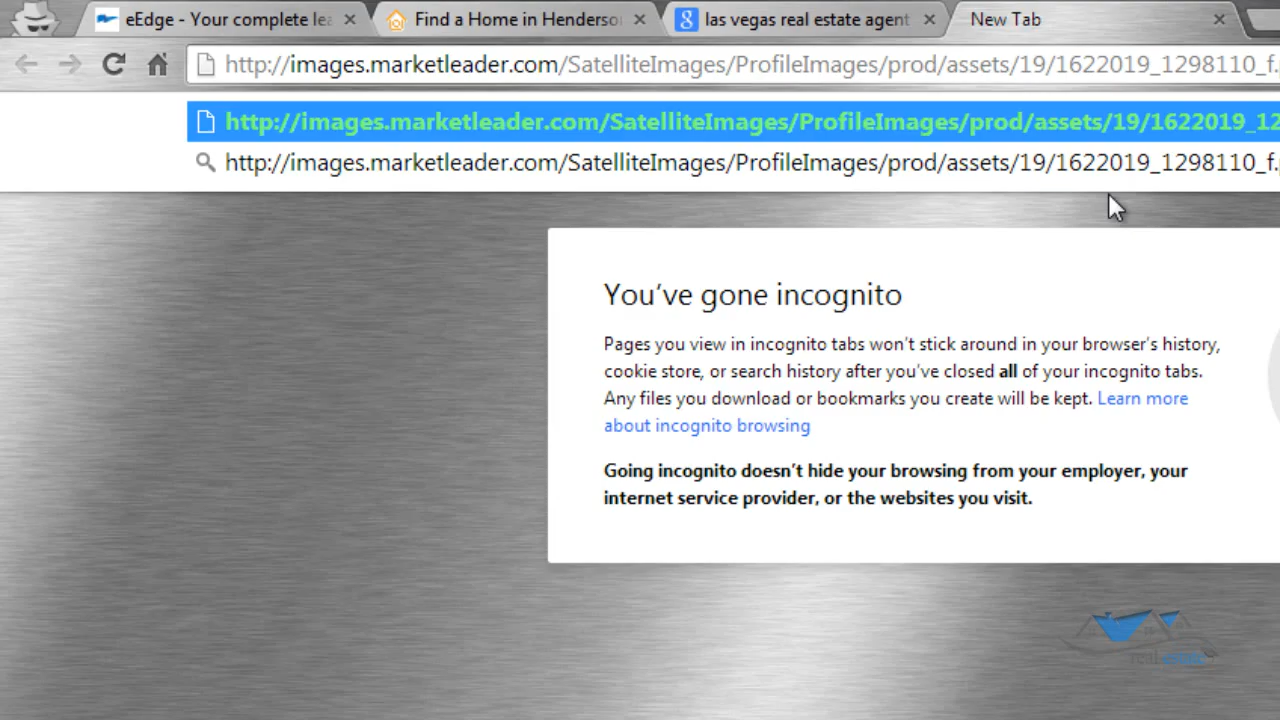 eEdge - Your complete lea
Find a Home in Henderso
las vegas real estate agent
New Tab
http://images.marketleader.com/SatelliteImages/ProfileImages/prod/assets/19/1622019_1298110_f.
http://images.marketleader.com/SatelliteImages/ProfileImages/prod/assets/19/1622019_12
http://images.marketleader.com/SatelliteImages/ProfileImages/prod/assets/19/1622019_1298110_f.
You've gone incognito
Pages you view in incognito tabs won't stick around in your browser's history,
cookie store, or search history after you've closed all of your incognito tabs.
Any files you download or bookmarks you create will be kept. Learn more
about incognito browsing
Going incognito doesn't hide your browsing from your employer, your
internet service provider, or the websites you visit.
real